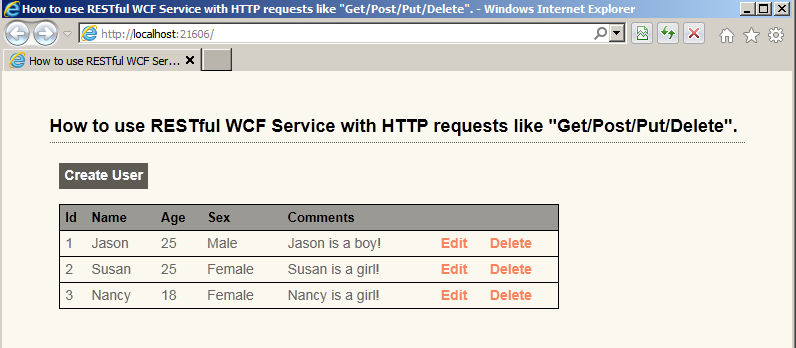 How to use RESTful WCF Service with HTTP requests like "Get/Post/Put/Delete". - Windows Internet Explorer
http://localhost:21606/
How to use RESTful WCF Ser...
How to use RESTful WCF Service with HTTP requests like "Get/Post/Put/Delete".
Create User
Id Name Age Sex Comments
1 Jason 25 Male Jason is a boy! Edit Delete
2 Susan 25 Female Susan is a girl! Edit Delete
3 Nancy 18 Female Nancy is a girl! Edit Delete